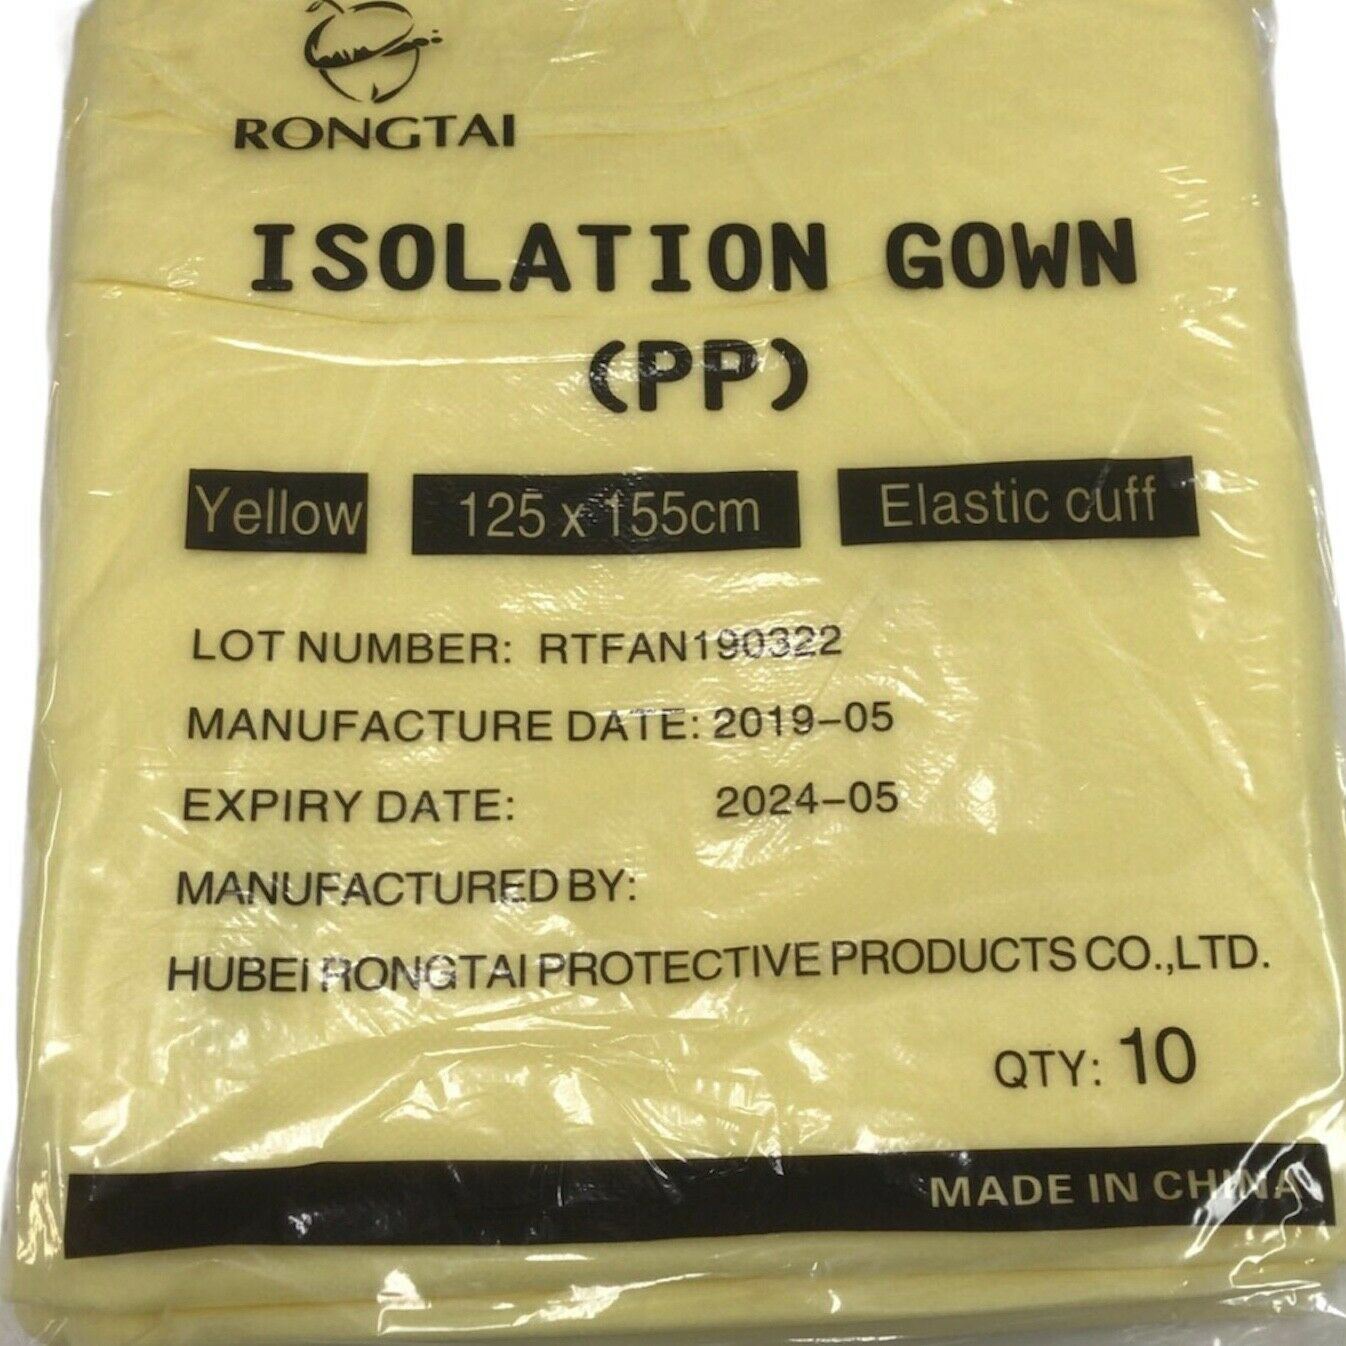 RONGTAI
ISOLATION GOWN
(PP)
Yellow 125 x 155cm Elastic cuff
LOT NUMBER: RTFAN190322
MANUFACTURE DATE: 2019-05
EXPIRY DATE: 2024-05
MANUFACTURED BY:
HUBEI RONGTAI PROTECTIVE PRODUCTS CO.,LTD.
QTY: 10
MADE IN CHINA